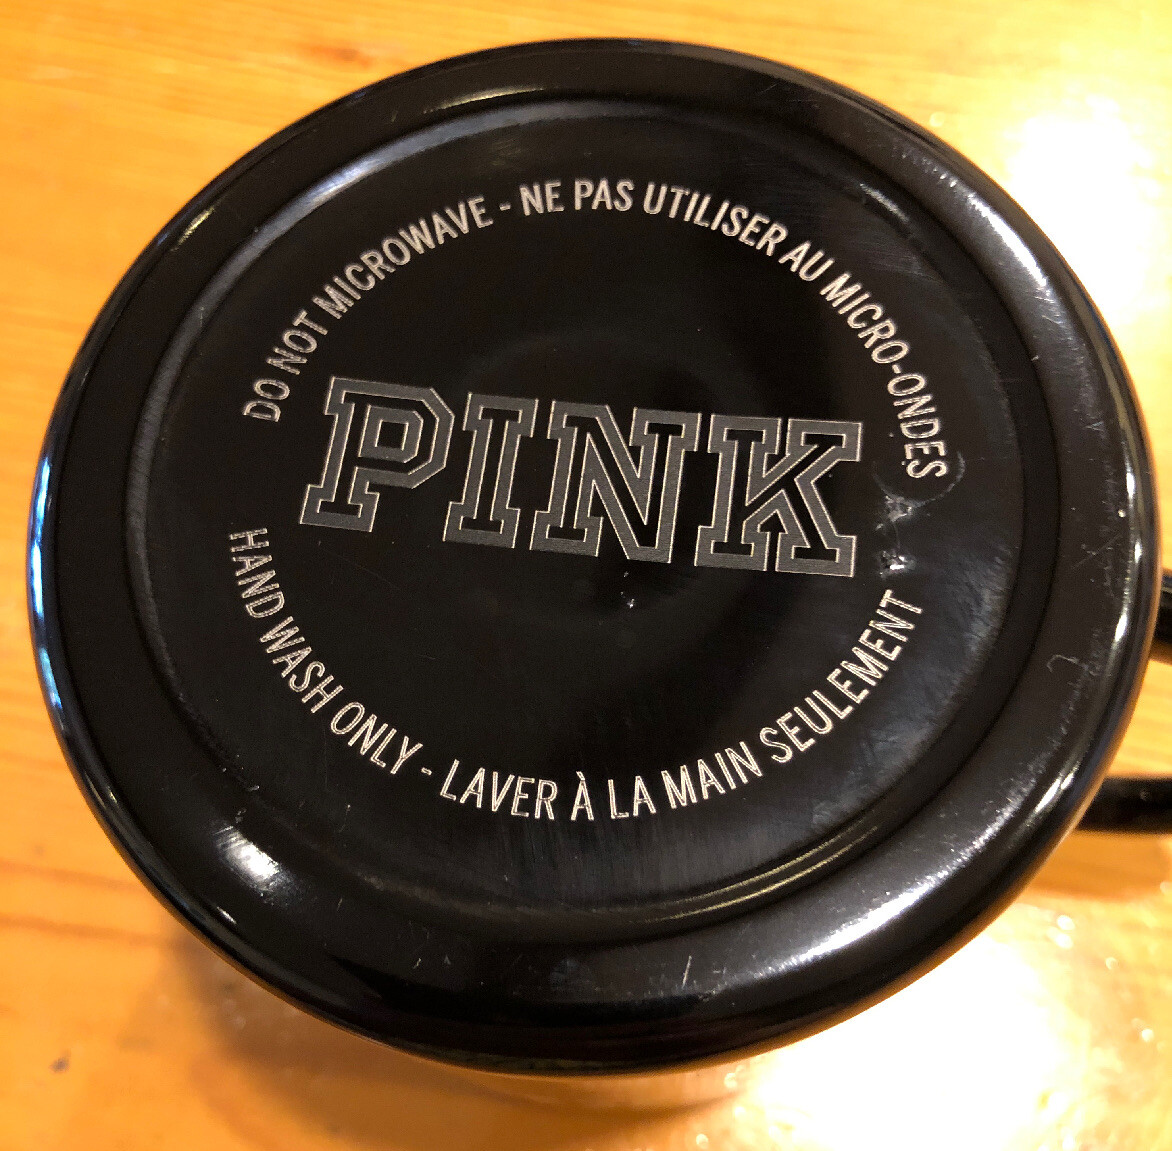 DO NOT MICROWAVE - NE PAS UTILISER AU MICRO-ONDES
PINK
HAND WASH ONLY - LAVER À LA MAIN SEULEMENT